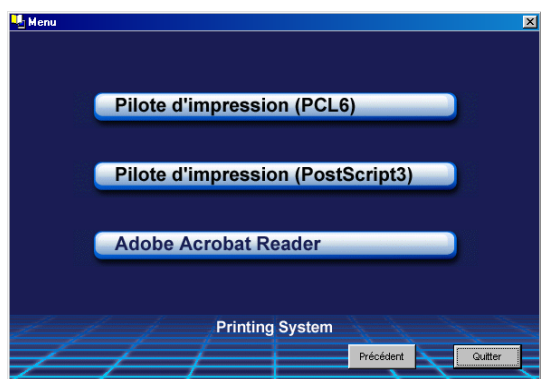 Menu
Pilote d'impression (PCL6)
Pilote d'impression (PostScript3)
Adobe Acrobat Reader
Printing System
Précédent
Quitter